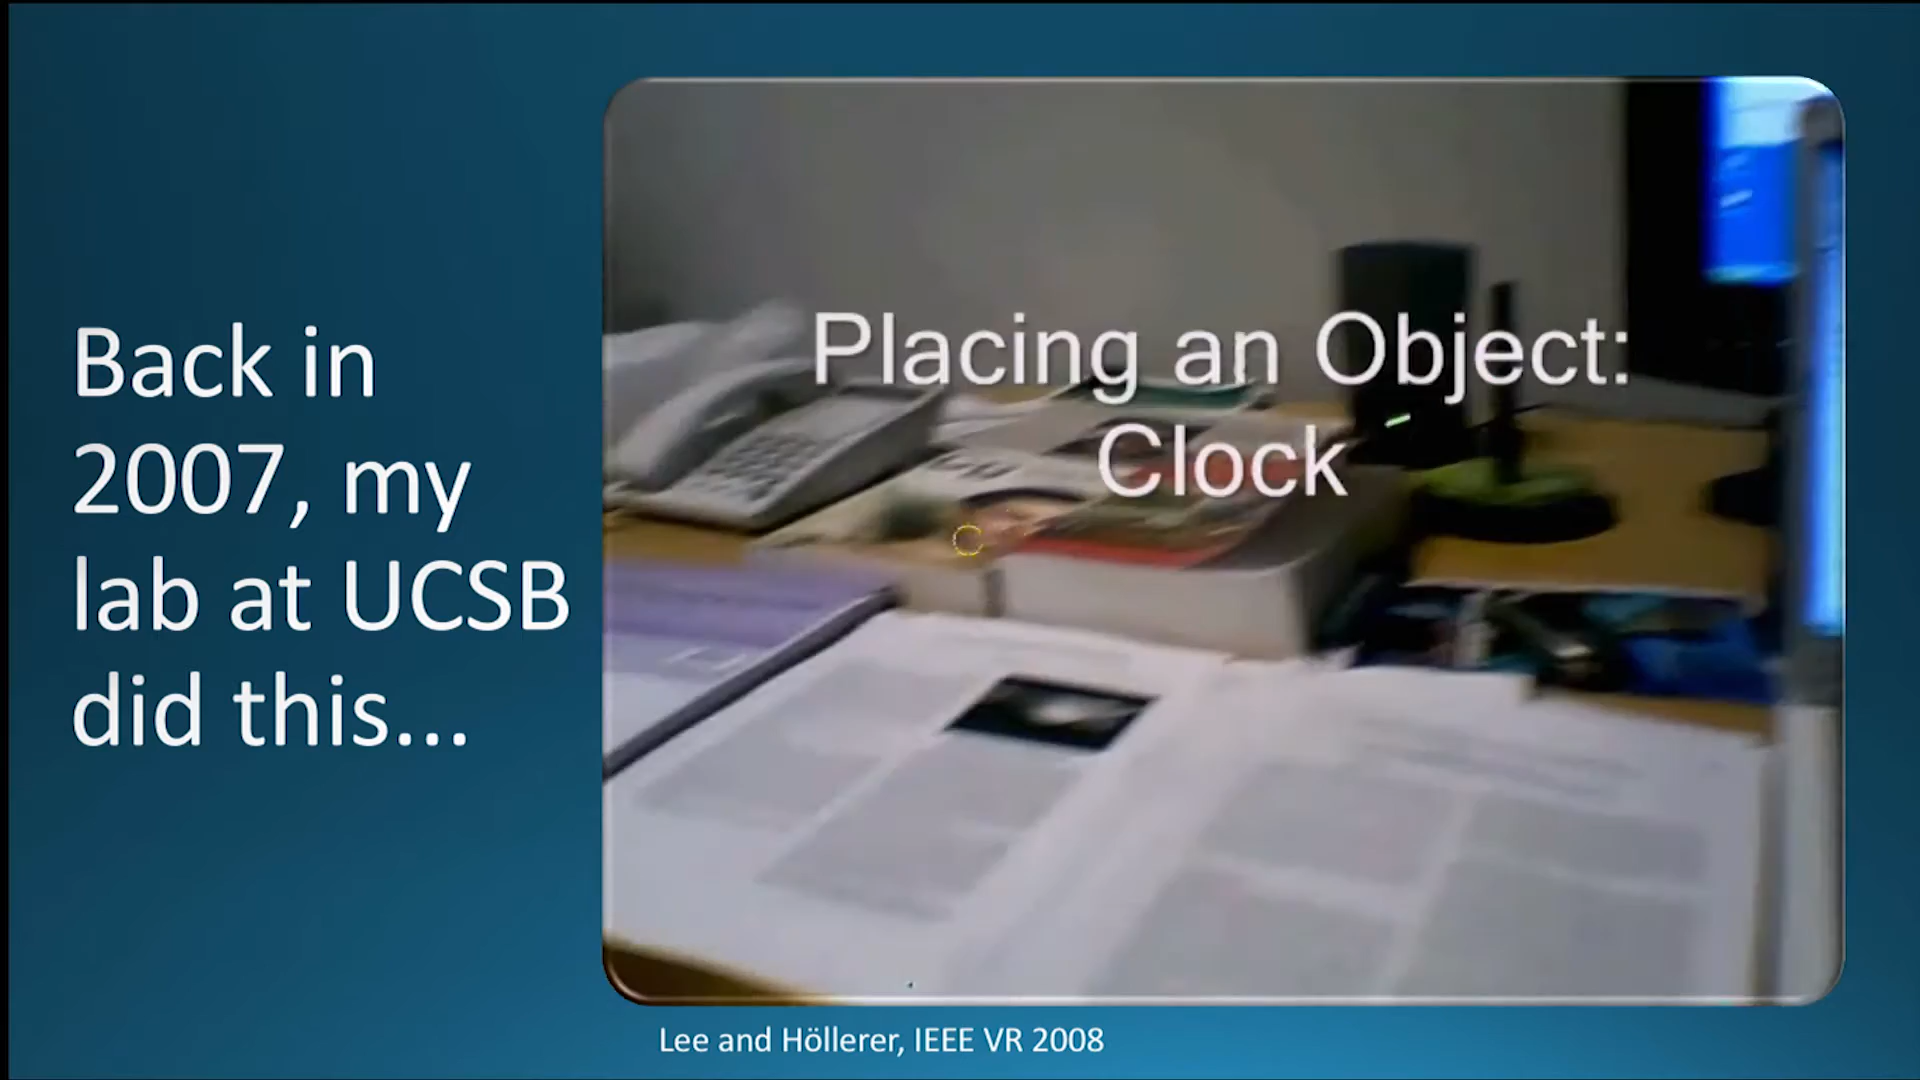 Back in
2007, my
lab at UCSB
did this...
Placing an Object:
Clock
Lee and Höllerer, IEEE VR 2008